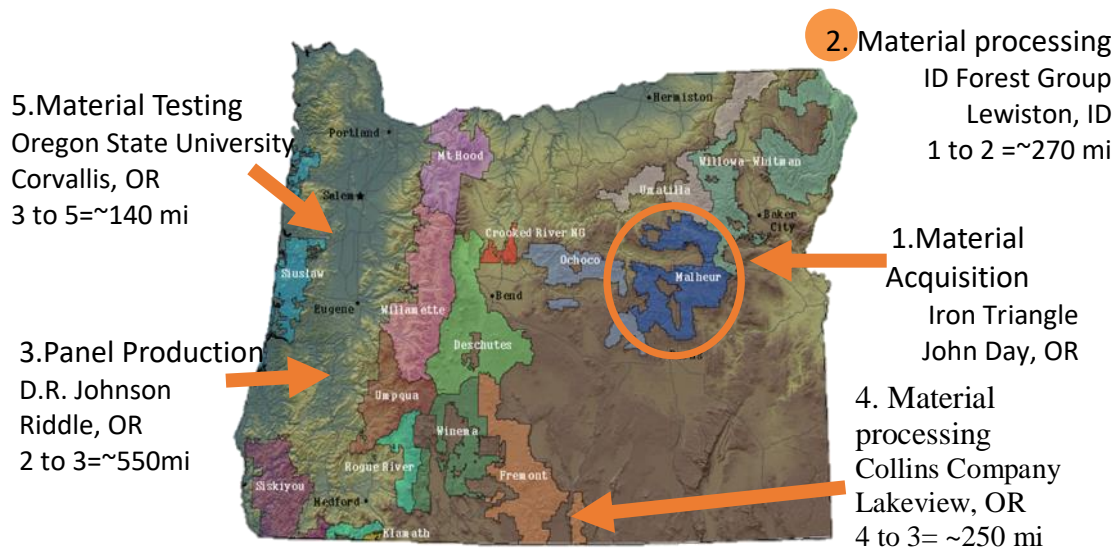 2. Material processing
ID Forest Group
Lewiston, ID
1 to 2 =~270 mi
5.Material Testing
Oregon State University
Corvallis, OR
3 to 5=~140 mi
1.Material
Acquisition
Iron Triangle
John Day, OR
3.Panel Production
D.R. Johnson
Riddle, OR
2 to 3=~550mi
4. Material
processing
Collins Company
Lakeview, OR
4 to 3= ~250 mi
Hermiston
Portland
Mt Hood
Willowa-Whitman
Umatilla
Salem
Baker
City
Crooked River NG
Ochoco
Malheur
Siuslaw
Bend
Eugene
Willamette
Deschutes
Umpqua
Winema
Rogue River
Fremont
Siskiyou
Medford
Klamath